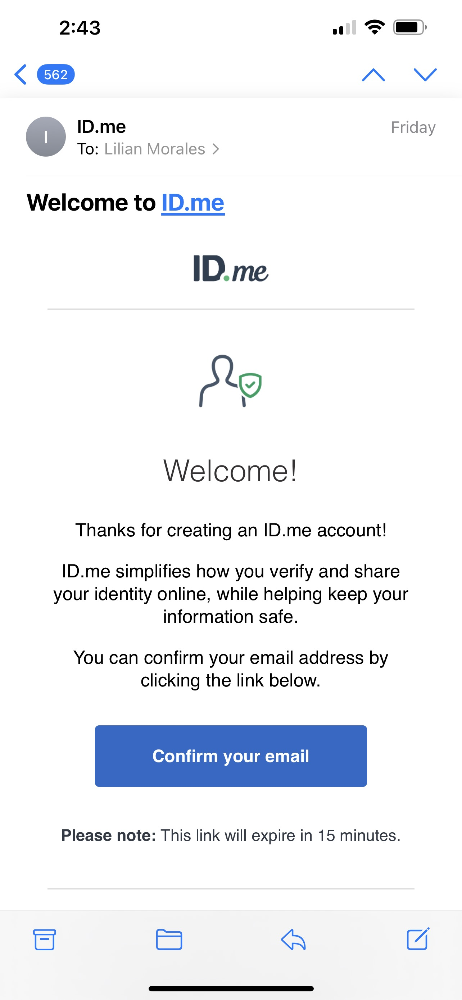 2:43
562
I
ID.me
Friday
To: Lilian Morales
Welcome to ID.me
ID.me
Welcome!
Thanks for creating an ID.me account!
ID.me simplifies how you verify and share
your identity online, while helping keep your
information safe.
You can confirm your email address by
clicking the link below.
Confirm your email
Please note: This link will expire in 15 minutes.